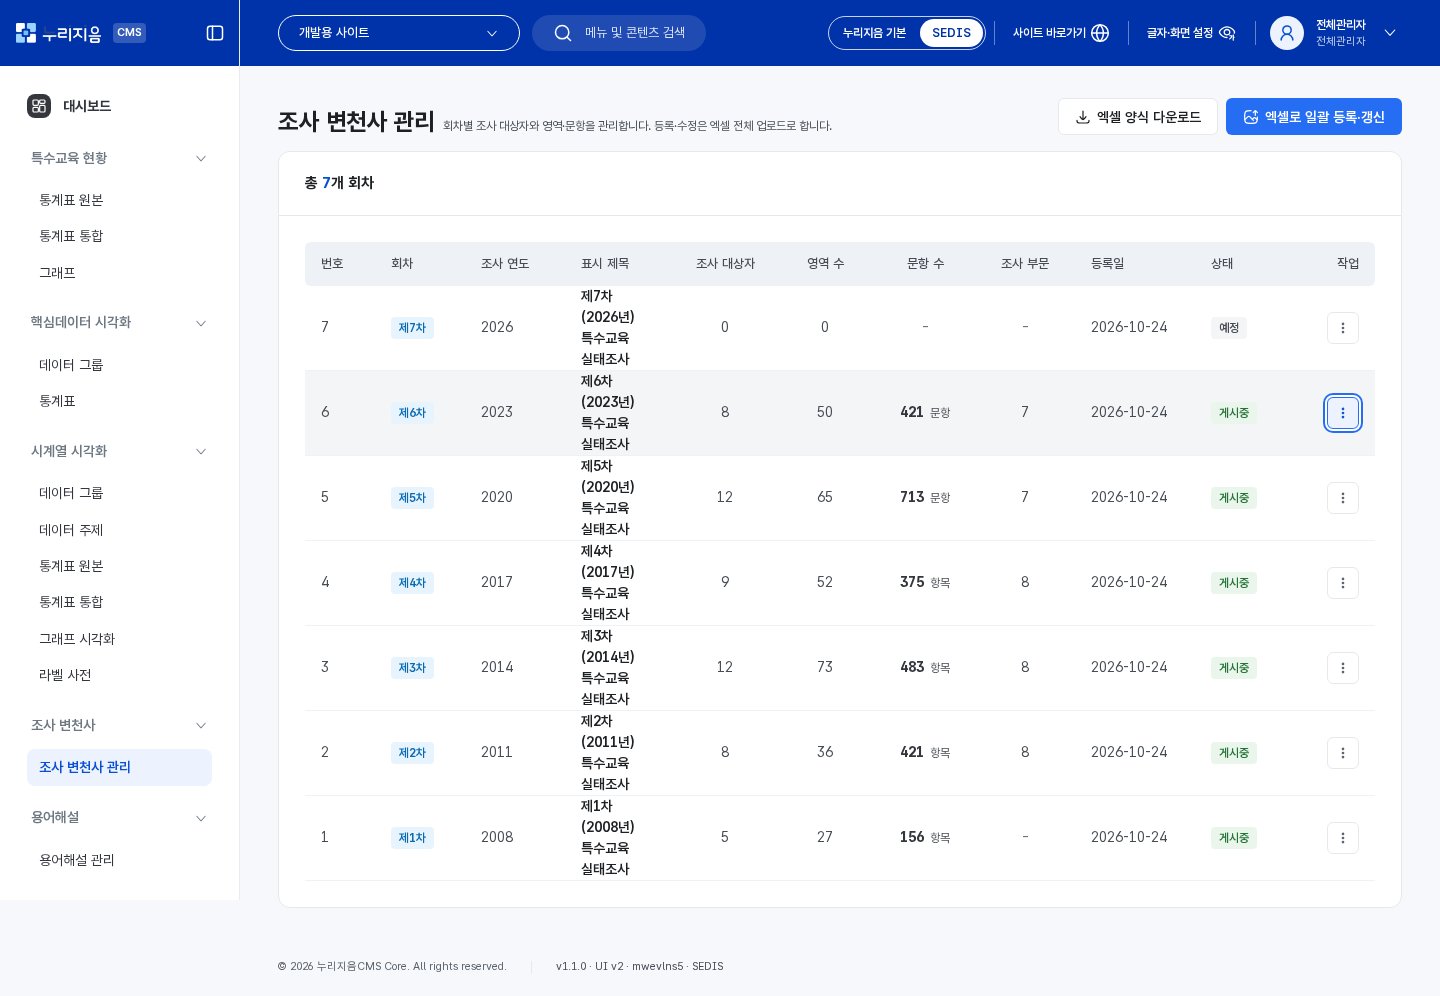 누리지음 CMS
개발용 사이트
메뉴 및 콘텐츠 검색
누리지음 기본 SEDIS
사이트 바로가기
글자·화면 설정
전체관리자
전체관리자
대시보드
특수교육 현황
통계표 원본
통계표 통합
그래프
핵심데이터 시각화
데이터 그룹
통계표
시계열 시각화
데이터 그룹
데이터 주제
통계표 원본
통계표 통합
그래프 시각화
라벨 사전
조사 변천사
조사 변천사 관리
용어해설
용어해설 관리
조사 변천사 관리 회차별 조사 대상자와 영역·문항을 관리합니다. 등록·수정은 엑셀 전체 업로드로 합니다.
엑셀 양식 다운로드
엑셀로 일괄 등록·갱신
총 7개 회차
번호 회차 조사 연도 표시 제목 조사 대상자 영역 수 문항 수 조사 부문 등록일 상태 작업
7 제7차 2026 제7차 (2026년) 특수교육 실태조사 0 0 - - 2026-10-24 예정
6 제6차 2023 제6차 (2023년) 특수교육 실태조사 8 50 421 문항 7 2026-10-24 게시중
5 제5차 2020 제5차 (2020년) 특수교육 실태조사 12 65 713 문항 7 2026-10-24 게시중
4 제4차 2017 제4차 (2017년) 특수교육 실태조사 9 52 375 항목 8 2026-10-24 게시중
3 제3차 2014 제3차 (2014년) 특수교육 실태조사 12 73 483 항목 8 2026-10-24 게시중
2 제2차 2011 제2차 (2011년) 특수교육 실태조사 8 36 421 항목 8 2026-10-24 게시중
1 제1차 2008 제1차 (2008년) 특수교육 실태조사 5 27 156 항목 - 2026-10-24 게시중
© 2026 누리지음CMS Core. All rights reserved.
v1.1.0 · UI v2 · mwevlns5 · SEDIS